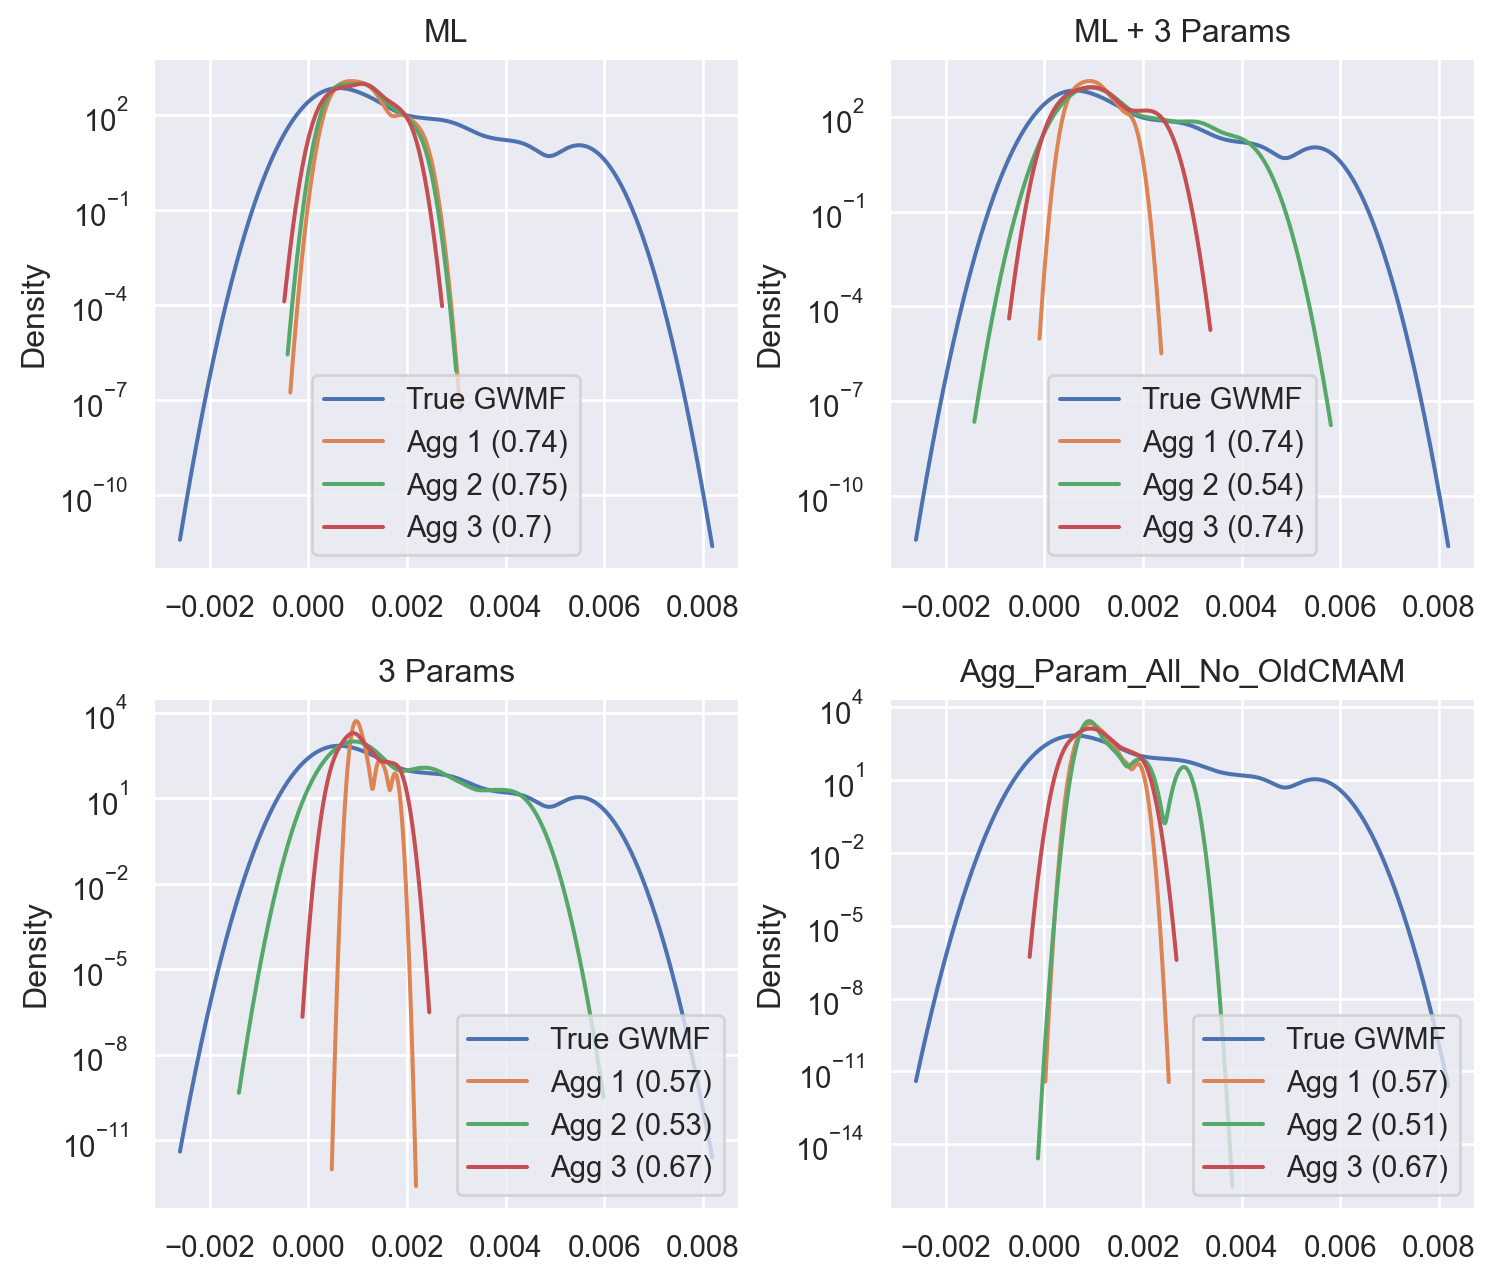 ML
10^2
10^−1
10^−4
10^−7
10^−10
Density
True GWMF
Agg 1 (0.74)
Agg 2 (0.75)
Agg 3 (0.7)
−0.002 0.000 0.002 0.004 0.006 0.008
ML + 3 Params
10^2
10^−1
10^−4
10^−7
10^−10
Density
True GWMF
Agg 1 (0.74)
Agg 2 (0.54)
Agg 3 (0.74)
−0.002 0.000 0.002 0.004 0.006 0.008
3 Params
10^4
10^1
10^−2
10^−5
10^−8
10^−11
Density
True GWMF
Agg 1 (0.57)
Agg 2 (0.53)
Agg 3 (0.67)
−0.002 0.000 0.002 0.004 0.006 0.008
Agg_Param_All_No_OldCMAM
10^4
10^1
10^−2
10^−5
10^−8
10^−11
10^−14
Density
True GWMF
Agg 1 (0.57)
Agg 2 (0.51)
Agg 3 (0.67)
−0.002 0.000 0.002 0.004 0.006 0.008